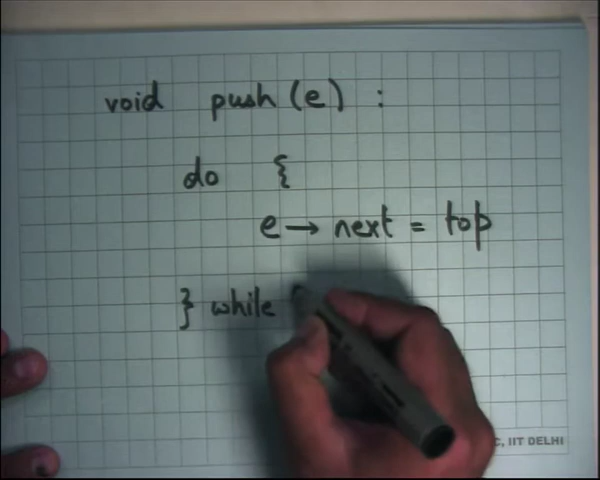 void push (e) :
do {
e → next = top
} while (
C, IIT DELHI